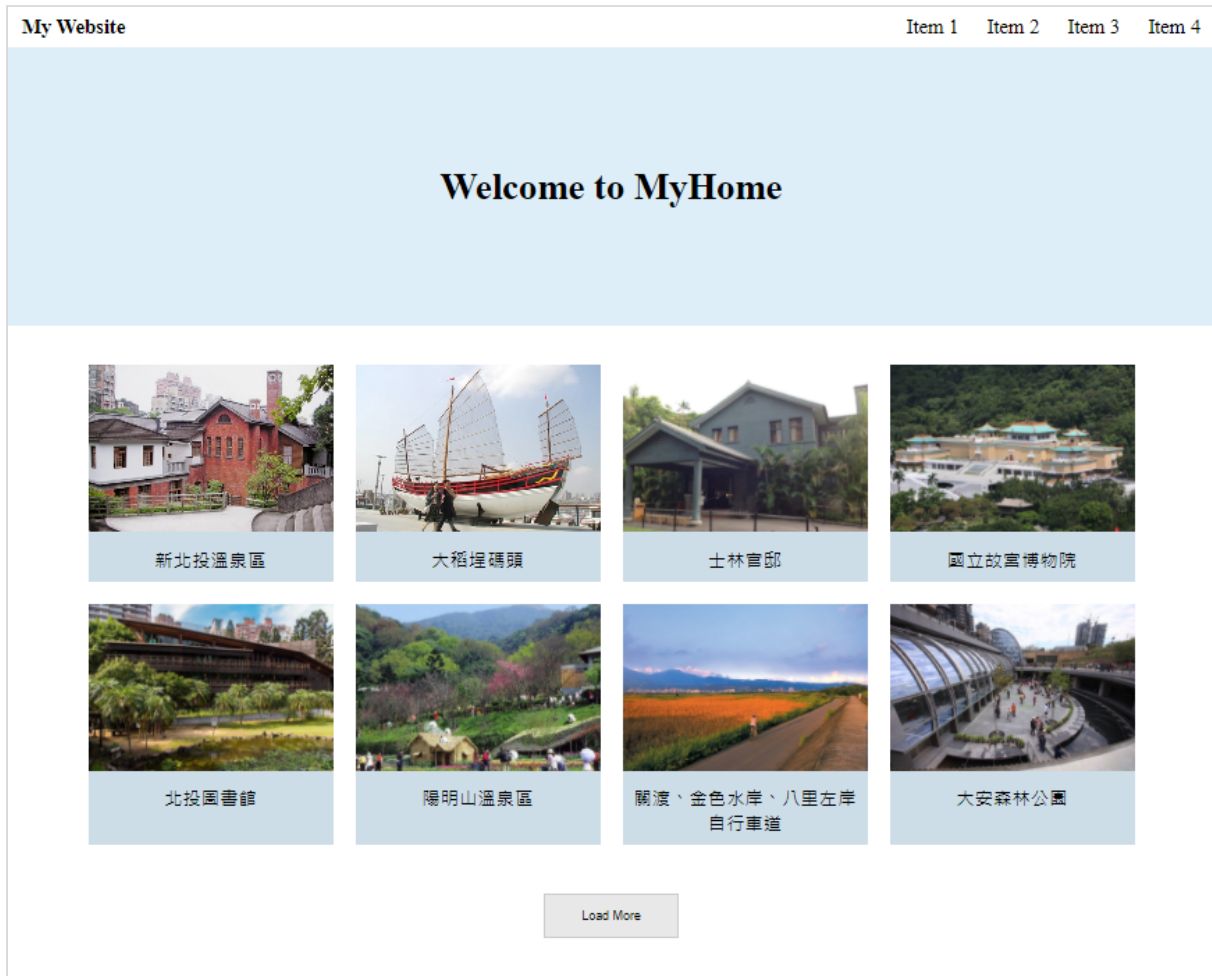 My Website
Item 1 Item 2 Item 3 Item 4
Welcome to MyHome
新北投溫泉區
大稻埕碼頭
士林官邸
國立故宮博物院
北投圖書館
陽明山溫泉區
關渡、金色水岸、八里左岸
自行車道
大安森林公園
Load More